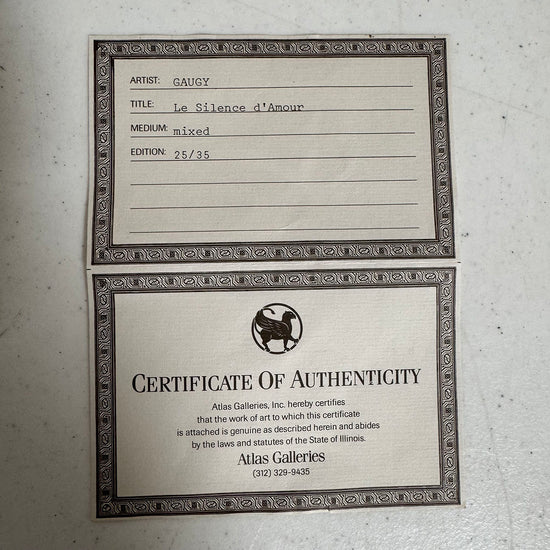 ARTIST: GAUGY
TITLE: Le Silence d'Amour
MEDIUM: mixed
EDITION: 25/35
CERTIFICATE OF AUTHENTICITY
Atlas Galleries, Inc. hereby certifies
that the work of art to which this certificate
is attached is genuine as described herein and abides
by the laws and statutes of the State of Illinois.
Atlas Galleries
(312) 329-9435